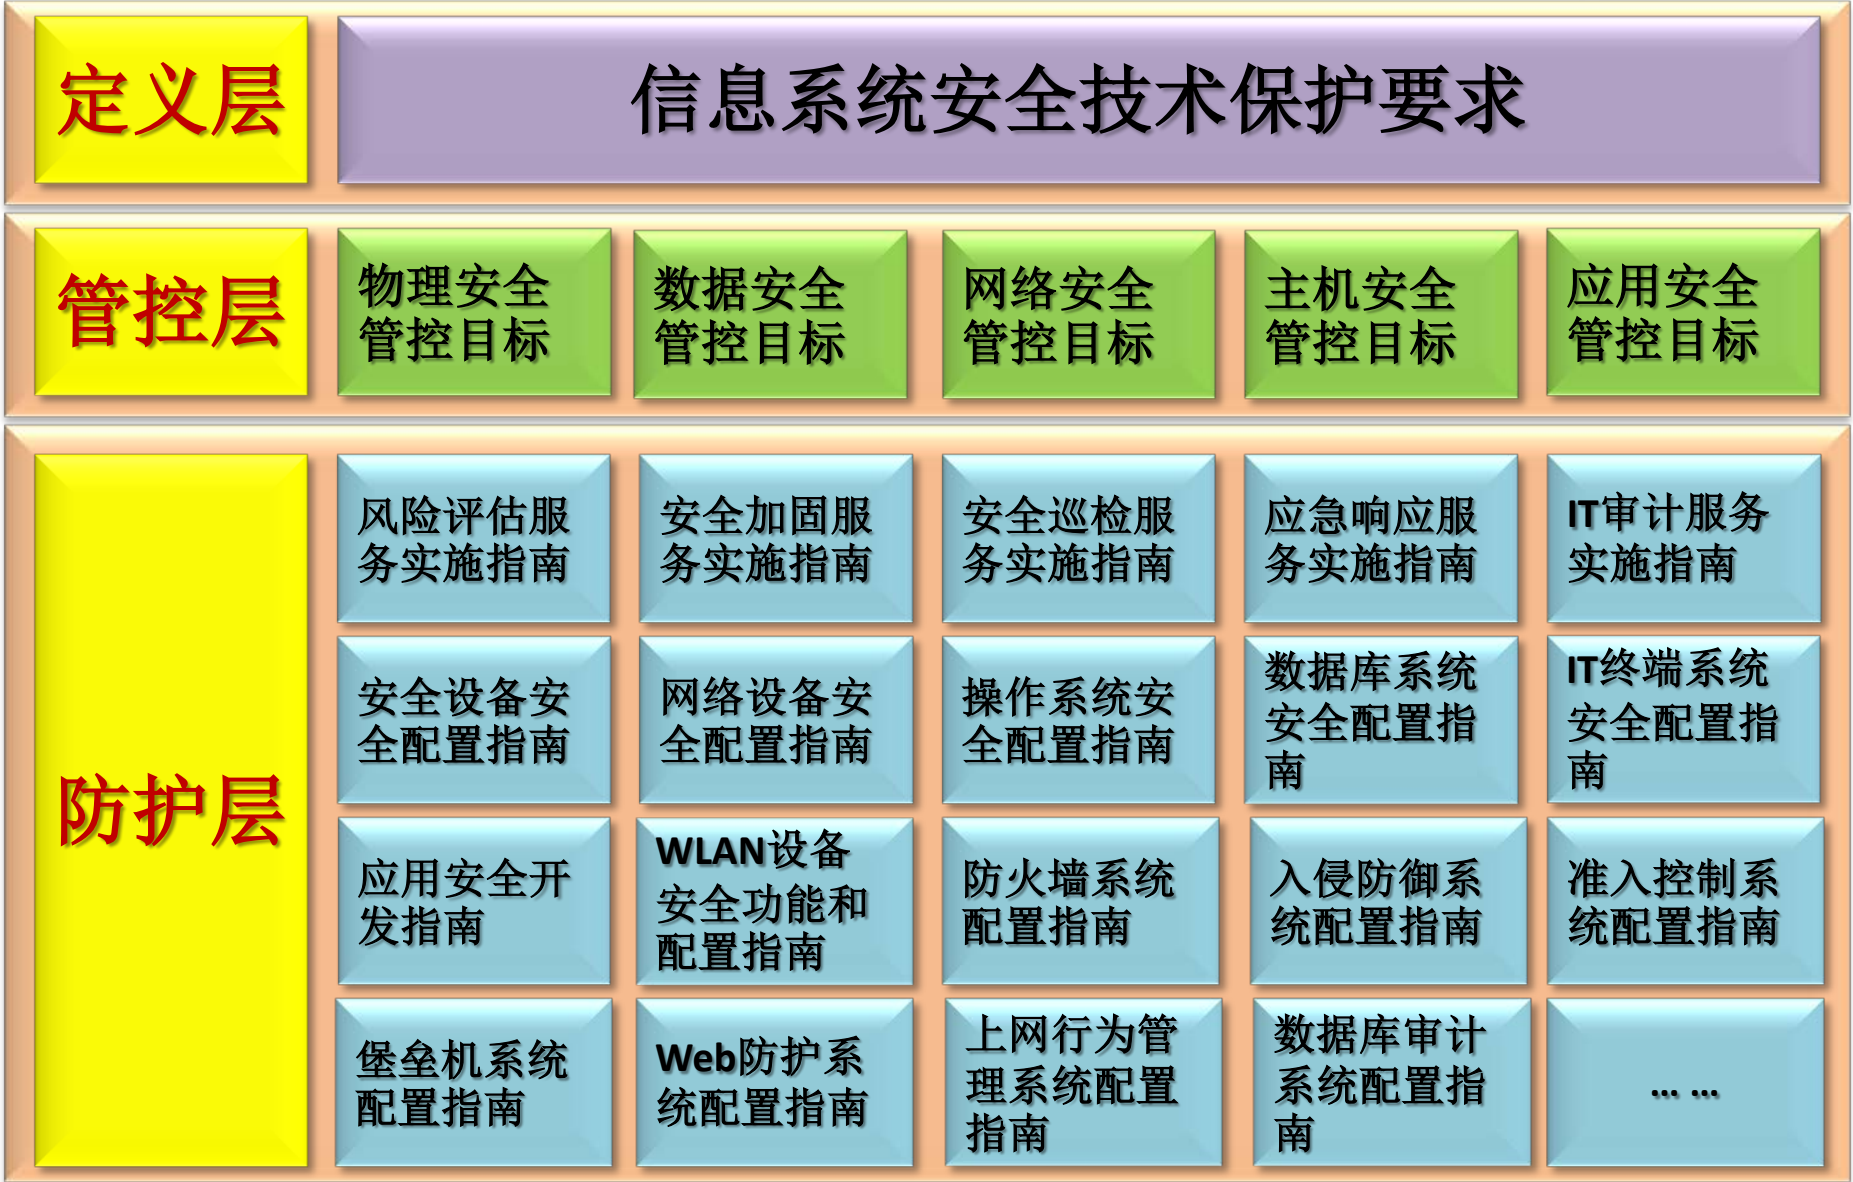 定义层
信息系统安全技术保护要求
管控层
物理安全
管控目标
数据安全
管控目标
网络安全
管控目标
主机安全
管控目标
应用安全
管控目标
防护层
风险评估服
务实施指南
安全加固服
务实施指南
安全巡检服
务实施指南
应急响应服
务实施指南
IT审计服务
实施指南
安全设备安
全配置指南
网络设备安
全配置指南
操作系统安
全配置指南
数据库系统
安全配置指
南
IT终端系统
安全配置指
南
应用安全开
发指南
WLAN设备
安全功能和
配置指南
防火墙系统
配置指南
入侵防御系
统配置指南
准入控制系
统配置指南
堡垒机系统
配置指南
Web防护系
统配置指南
上网行为管
理系统配置
指南
数据库审计
系统配置指
南
... ...